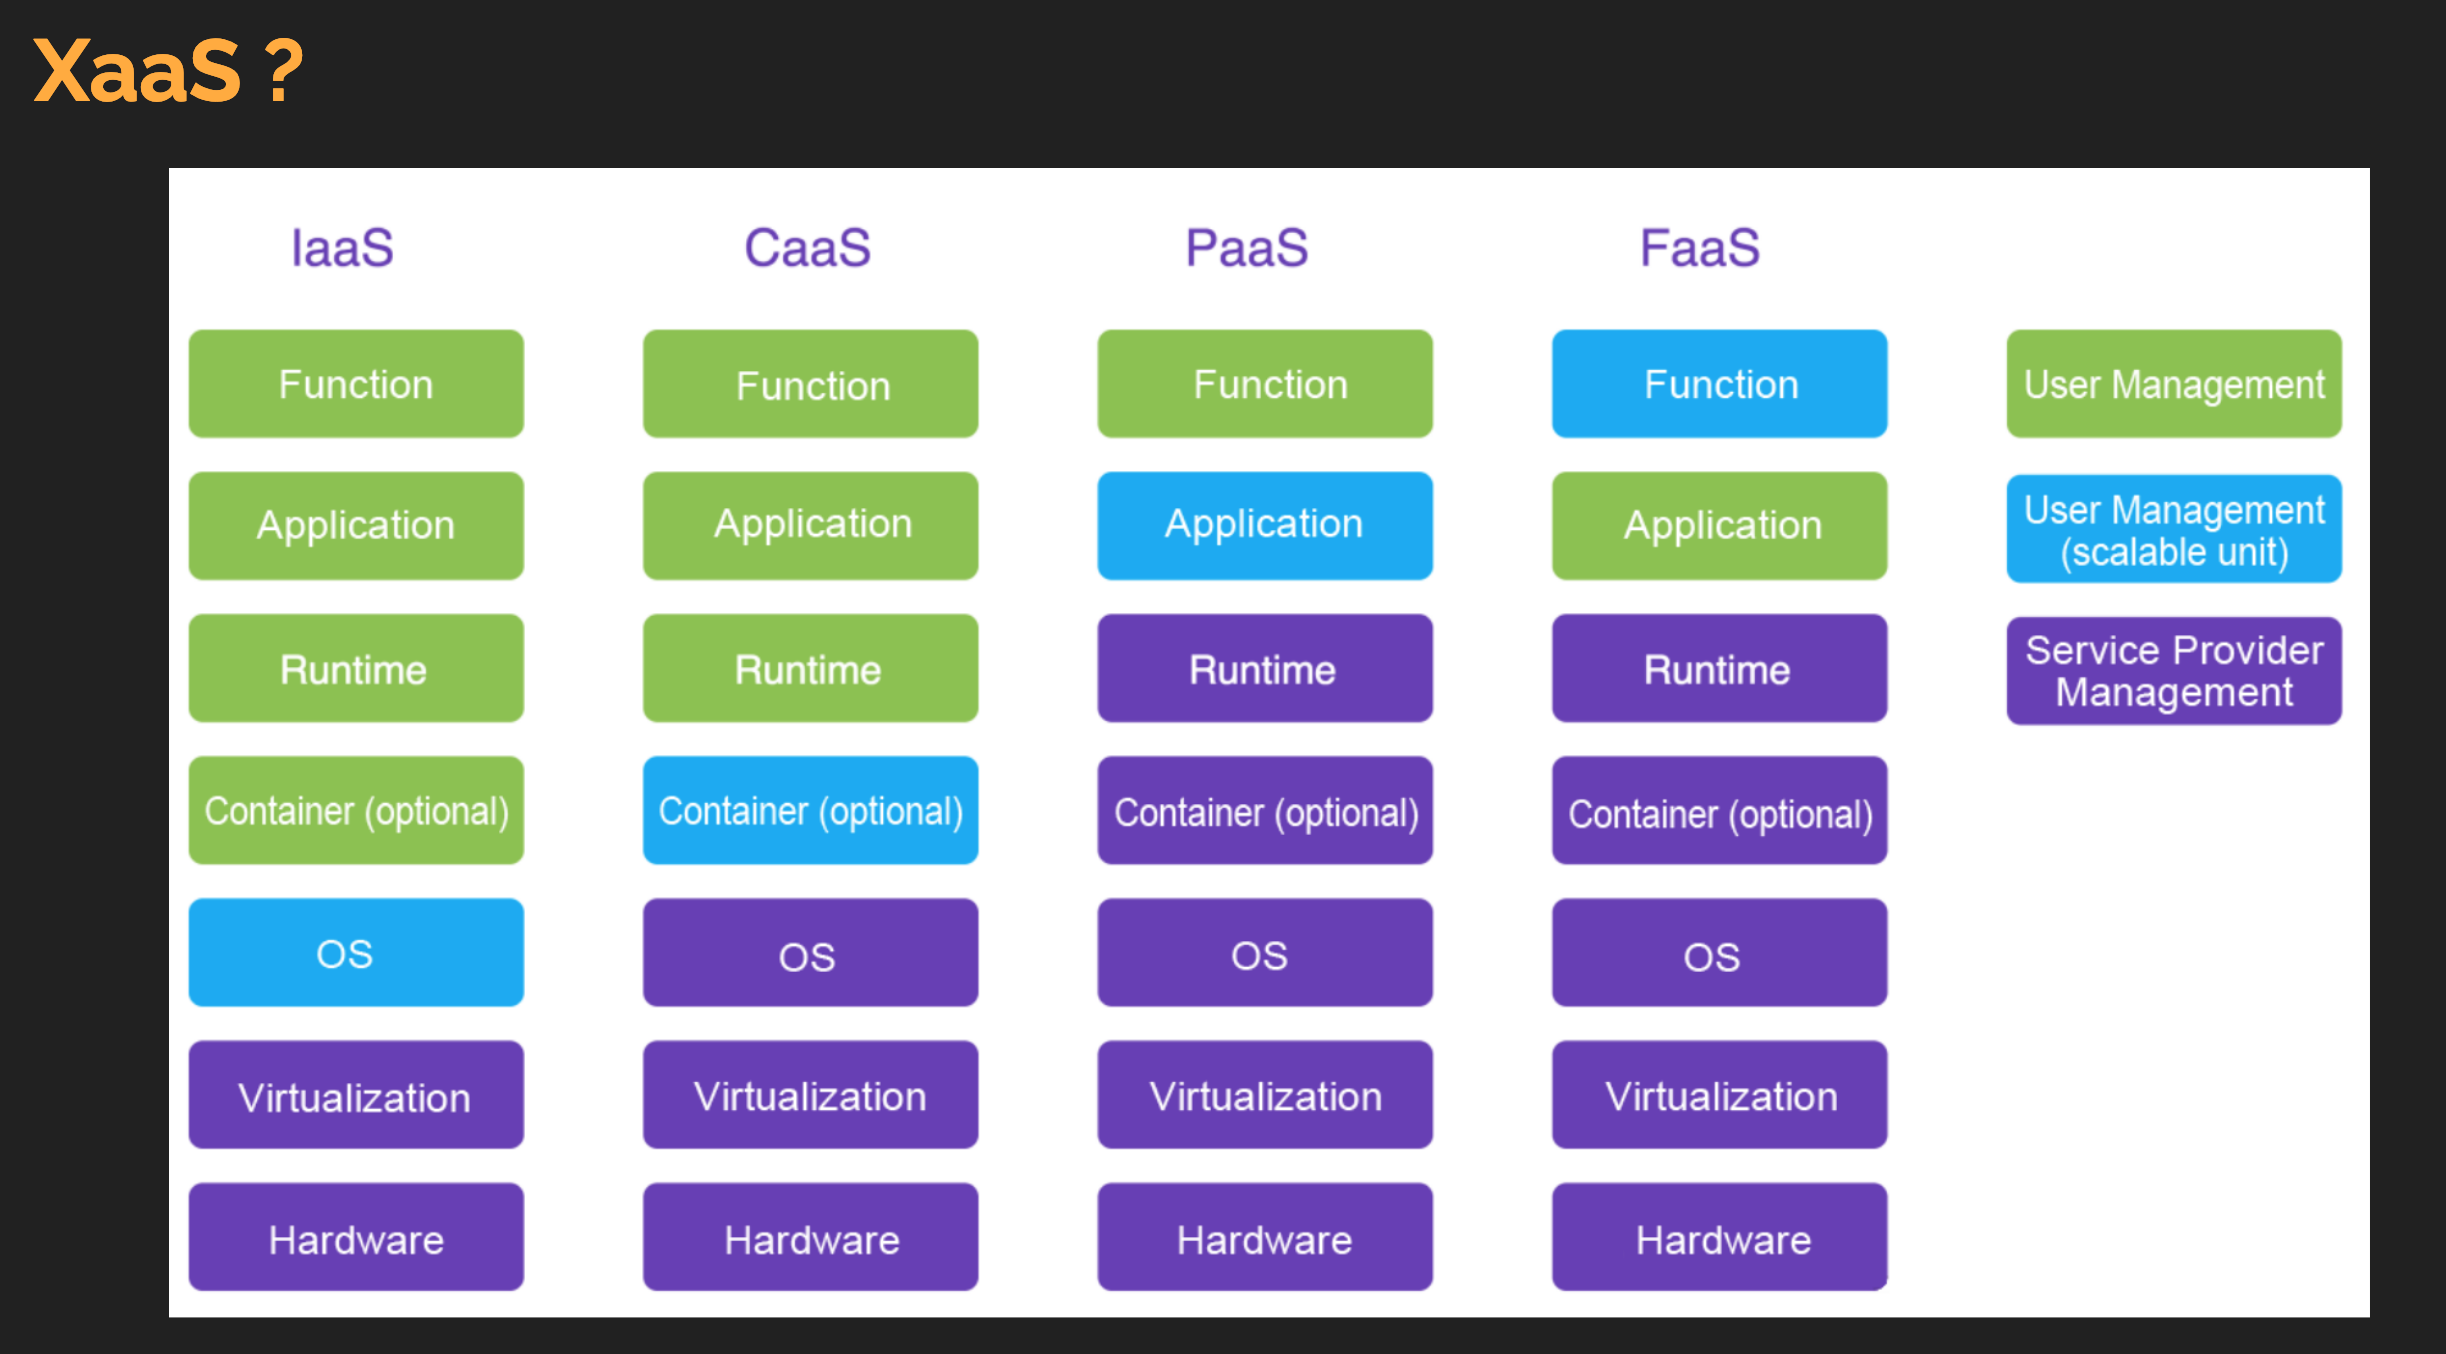 XaaS ?
IaaS
CaaS
PaaS
FaaS
Function
Function
Function
Function
User Management
Application
Application
Application
Application
User Management
(scalable unit)
Runtime
Runtime
Runtime
Runtime
Service Provider
Management
Container (optional)
Container (optional)
Container (optional)
Container (optional)
OS
OS
OS
OS
Virtualization
Virtualization
Virtualization
Virtualization
Hardware
Hardware
Hardware
Hardware